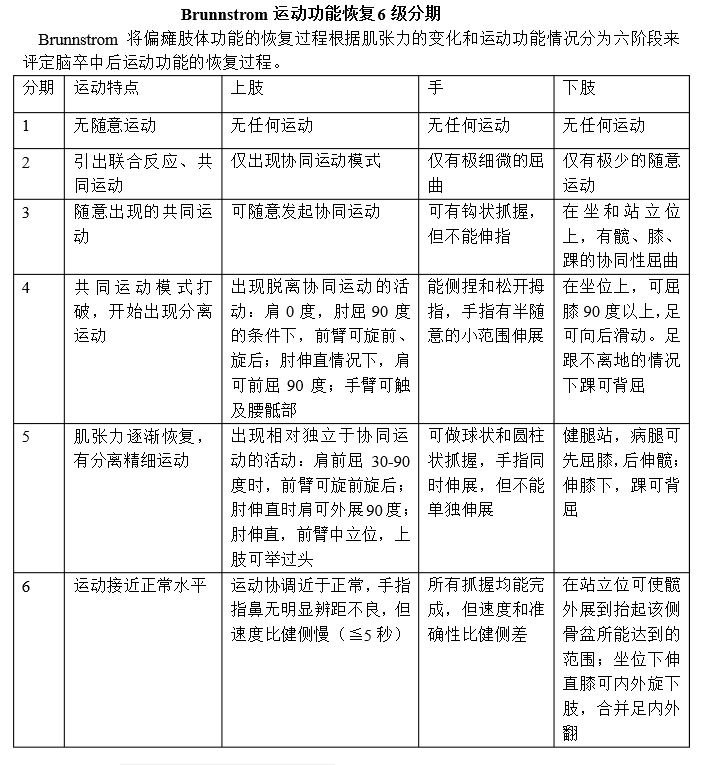 Brunnstrom 运动功能恢复 6 级分期
Brunnstrom 将偏瘫肢体功能的恢复过程根据肌张力的变化和运动功能情况分为六阶段来
评定脑卒中后运动功能的恢复过程。
分期 运动特点 上肢 手 下肢
1 无随意运动 无任何运动 无任何运动 无任何运动
2 引出联合反应、共 仅出现协同运动模式 仅有极细微的屈 仅有极少的随意
同运动 曲 运动
3 随意出现的共同运 可随意发起协同运动 可有钩状抓握， 在坐和站立位
动 但不能伸指 上，有髋、膝、
踝的协同性屈曲
4 共同运动模式打 出现脱离协同运动的活 能侧捏和松开拇 在坐位上，可屈
破，开始出现分离 动：肩 0 度，肘屈 90 度 指，手指有半随 膝 90 度以上，足
运动 的条件下，前臂可旋前、 意的小范围伸展 可向后滑动。足
旋后；肘伸直情况下，肩 跟不离地的情况
可前屈 90 度；手臂可触 下踝可背屈
及腰骶部
5 肌张力逐渐恢复， 出现相对独立于协同运 可做球状和圆柱 健腿站，病腿可
有分离精细运动 动的活动：肩前屈 30-90 状抓握，手指同 先屈膝，后伸髋；
度时，前臂可旋前旋后； 时伸展，但不能 伸膝下，踝可背
肘伸直时肩可外展 90 度； 单独伸展 屈
肘伸直，前臂中立位，上
肢可举过头
6 运动接近正常水平 运动协调近于正常，手指 所有抓握均能完 在站立位可使髋
指鼻无明显辨距不良，但 成，但速度和准 外展到抬起该侧
速度比健侧慢（≦5 秒） 确性比健侧差 骨盆所能达到的
范围；坐位下伸
直膝可内外旋下
肢，合并足内外
翻